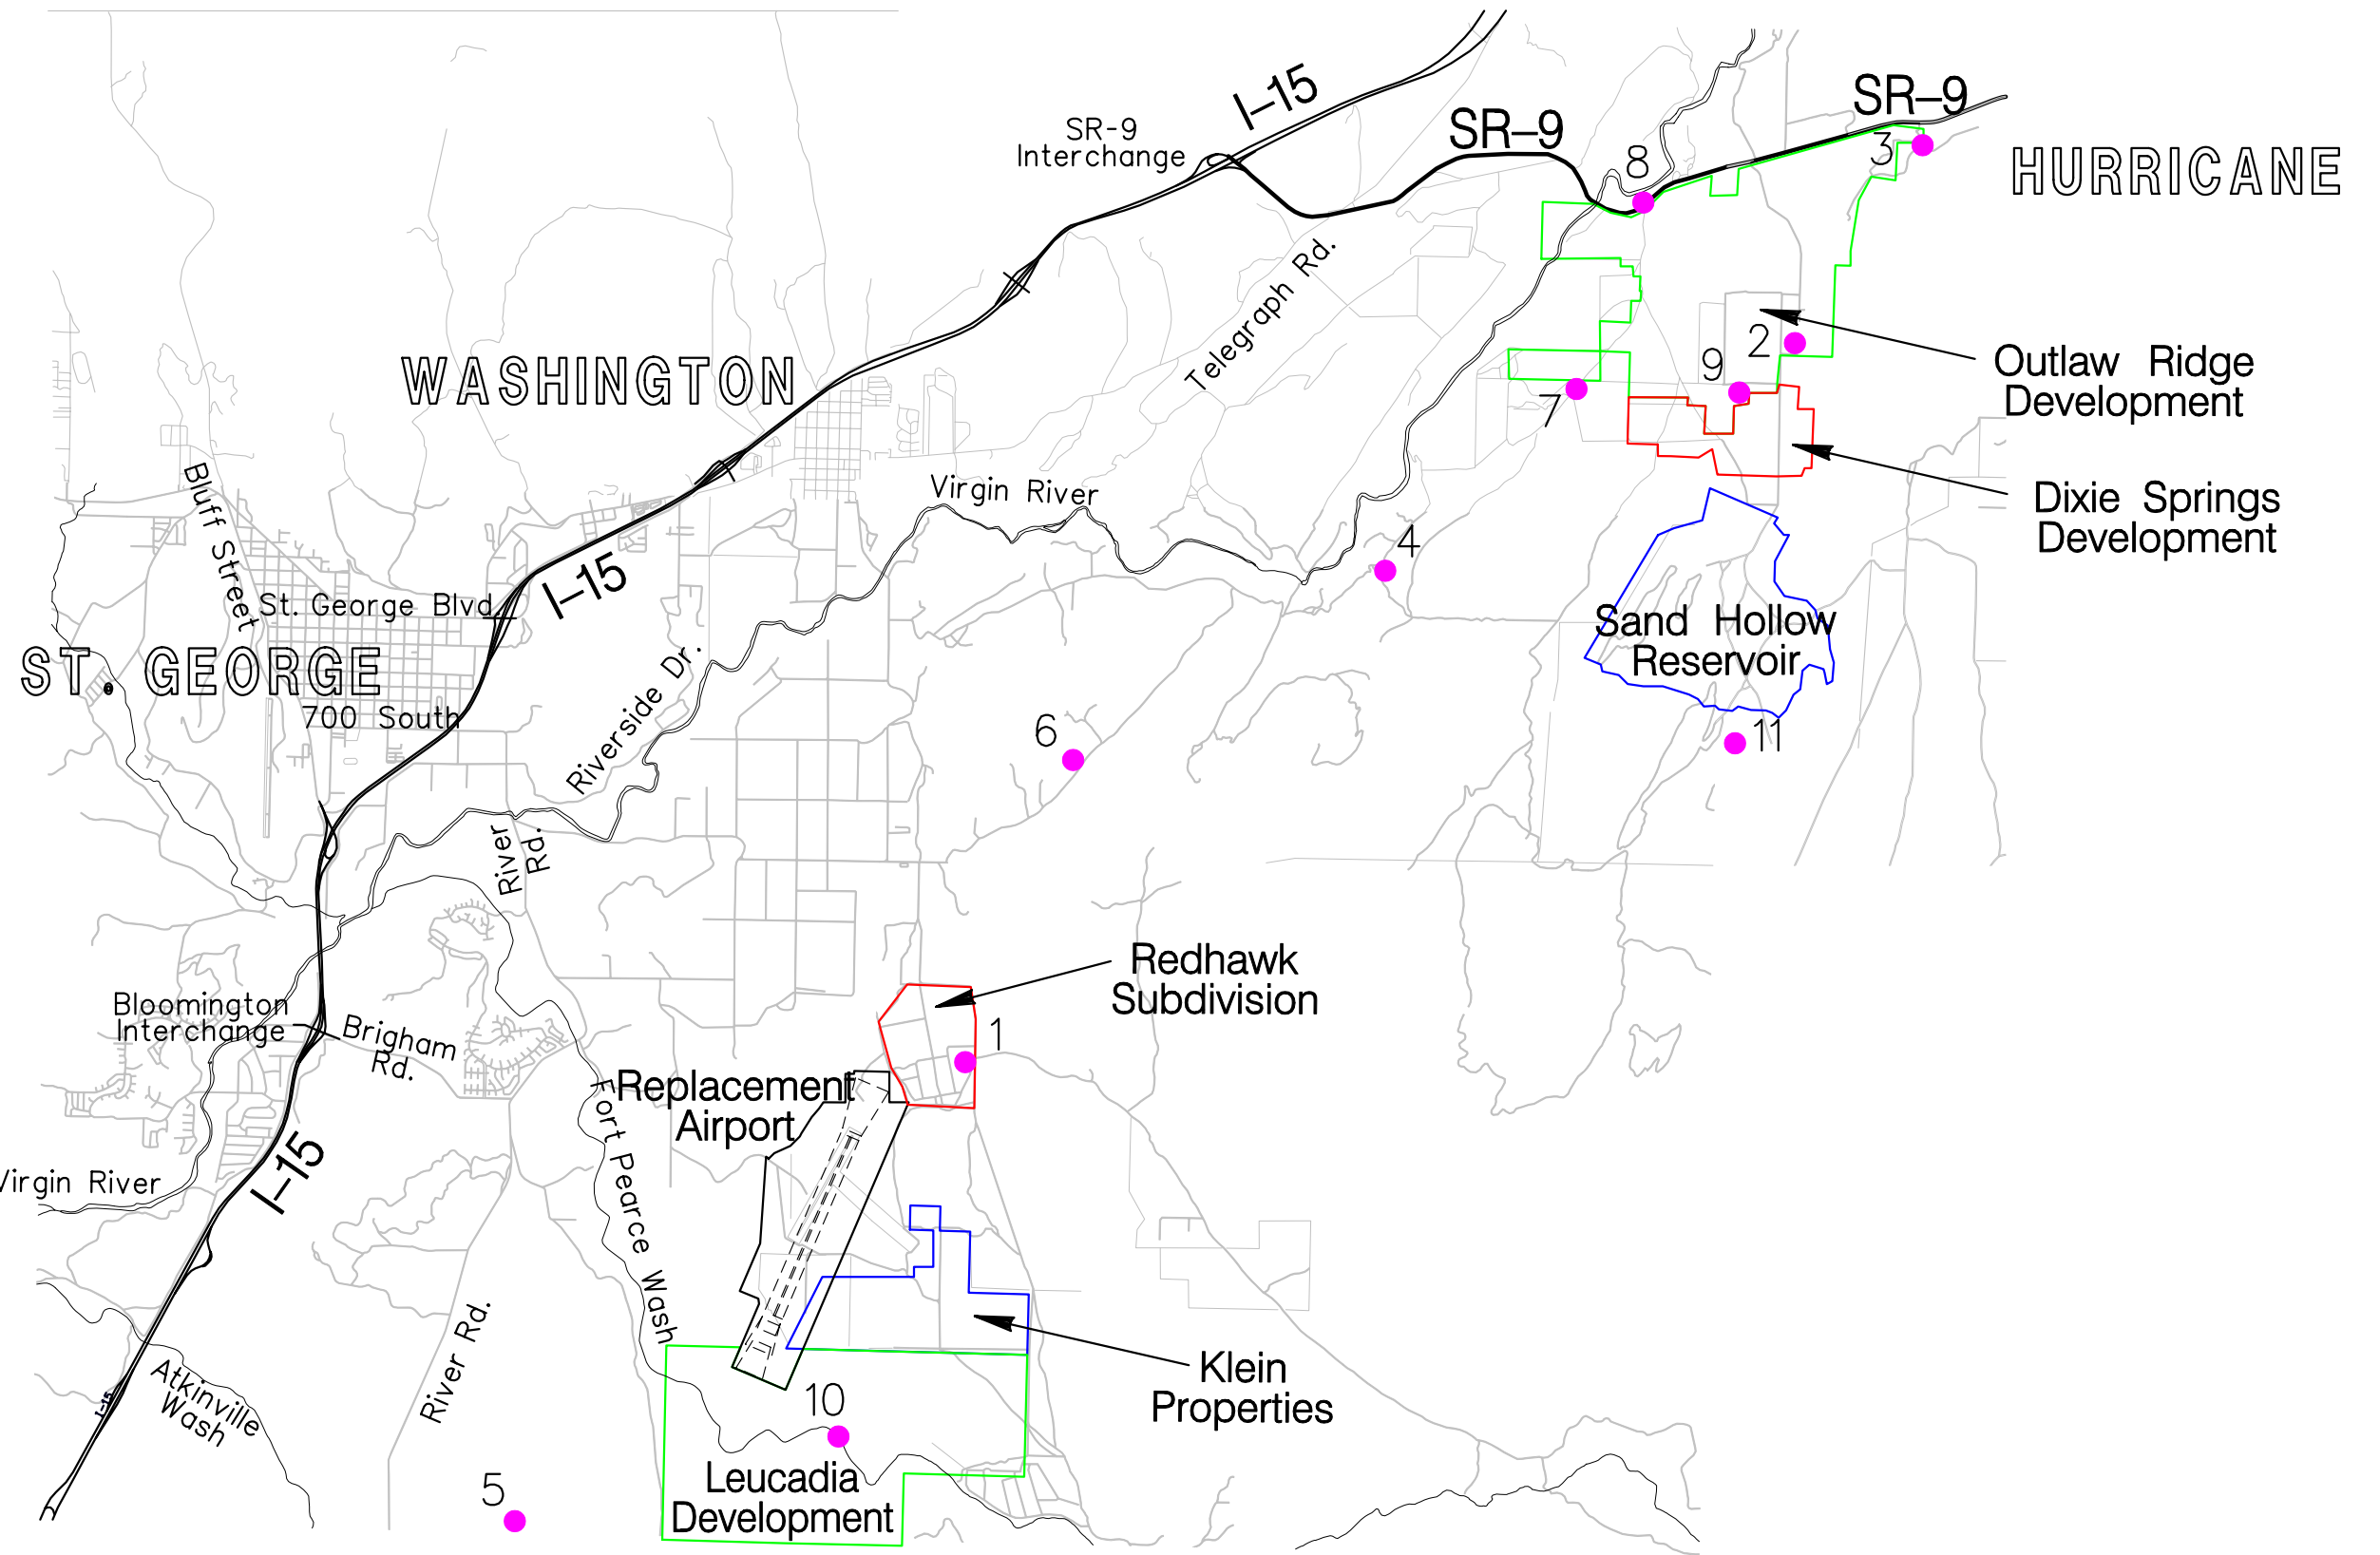 I-15
SR-9
SR-9
SR-9
Interchange
3
HURRICANE
8
Telegraph Rd.
WASHINGTON
2
9
7
Outlaw Ridge
Development
Bluff Street
Virgin River
Dixie Springs
Development
4
I-15
St. George Blvd.
ST. GEORGE
Sand Hollow
Reservoir
700 South
Riverside Dr.
6
11
River
Rd.
Redhawk
Subdivision
Bloomington
Interchange
Brigham
Rd.
1
Replacement
Airport
Fort Pearce Wash
I-15
Virgin River
River Rd.
Klein
Properties
Atkinville
Wash
I-15
10
Leucadia
Development
5